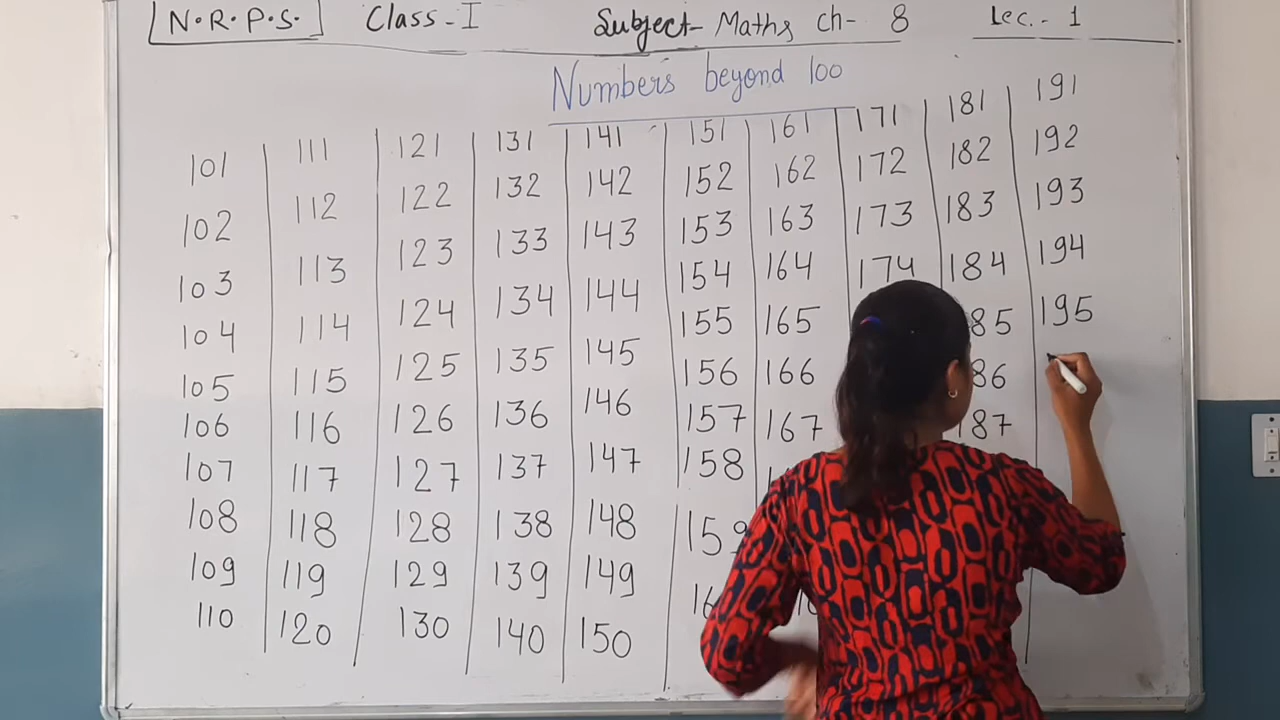 N.R.P.S. Class-I Subject- Maths ch- 8 Lec.- 1
Numbers beyond 100
101 111 121 131 141 151 161 171 181 191
102 112 122 132 142 152 162 172 182 192
103 113 123 133 143 153 163 173 183 193
104 114 124 134 144 154 164 174 184 194
105 115 125 135 145 155 165 85 195
106 116 126 136 146 156 166 86
107 117 127 137 147 157 167 187
108 118 128 138 148 158
109 119 129 139 149 159
110 120 130 140 150